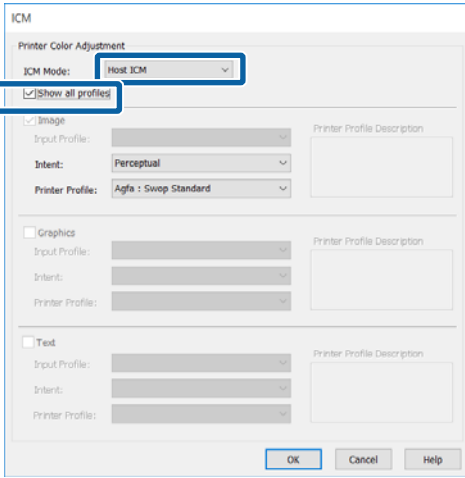 ICM
Printer Color Adjustment
ICM Mode: Host ICM
Show all profiles
Image
Input Profile:
Printer Profile Description
Intent: Perceptual
Printer Profile: Agfa : Swop Standard
Graphics
Input Profile:
Printer Profile Description
Intent:
Printer Profile:
Text
Input Profile:
Printer Profile Description
Intent:
Printer Profile:
OK Cancel Help